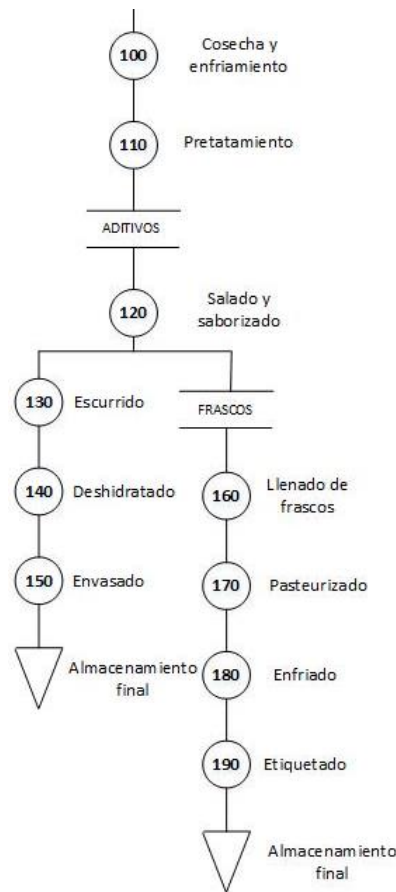 100
Cosecha y
enfriamiento
110
Pretatamiento
ADITIVOS
120
Salado y
saborizado
130
Escurrido
140
Deshidratado
150
Envasado
Almacenamiento
final
FRASCOS
160
Llenado de
frascos
170
Pasteurizado
180
Enfriado
190
Etiquetado
Almacenamiento
final